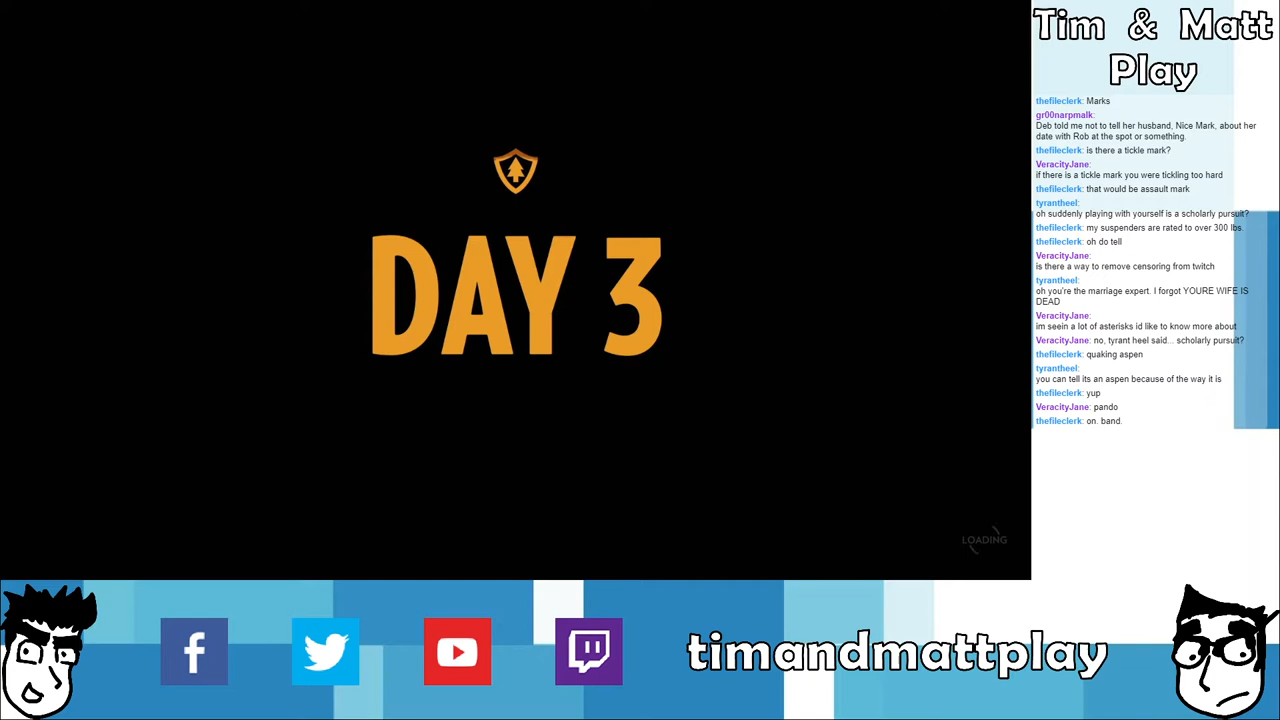 DAY 3
LOADING
Tim & Matt
Play
thefileclerk: Marks
gr00narpmalk:
Deb told me not to tell her husband, Nice Mark, about her
date with Rob at the spot or something.
thefileclerk: is there a tickle mark?
VeracityJane:
if there is a tickle mark you were tickling too hard
thefileclerk: that would be assault mark
tyrantheel:
oh suddenly playing with yourself is a scholarly pursuit?
thefileclerk: my suspenders are rated to over 300 lbs.
thefileclerk: oh do tell
VeracityJane:
is there a way to remove censoring from twitch
tyrantheel:
oh you're the marriage expert. I forgot YOURE WIFE IS
DEAD
VeracityJane:
im seein a lot of asterisks id like to know more about
VeracityJane: no, tyrant heel said... scholarly pursuit?
thefileclerk: quaking aspen
tyrantheel:
you can tell its an aspen because of the way it is
thefileclerk: yup
VeracityJane: pando
thefileclerk: on. band.
timandmattplay